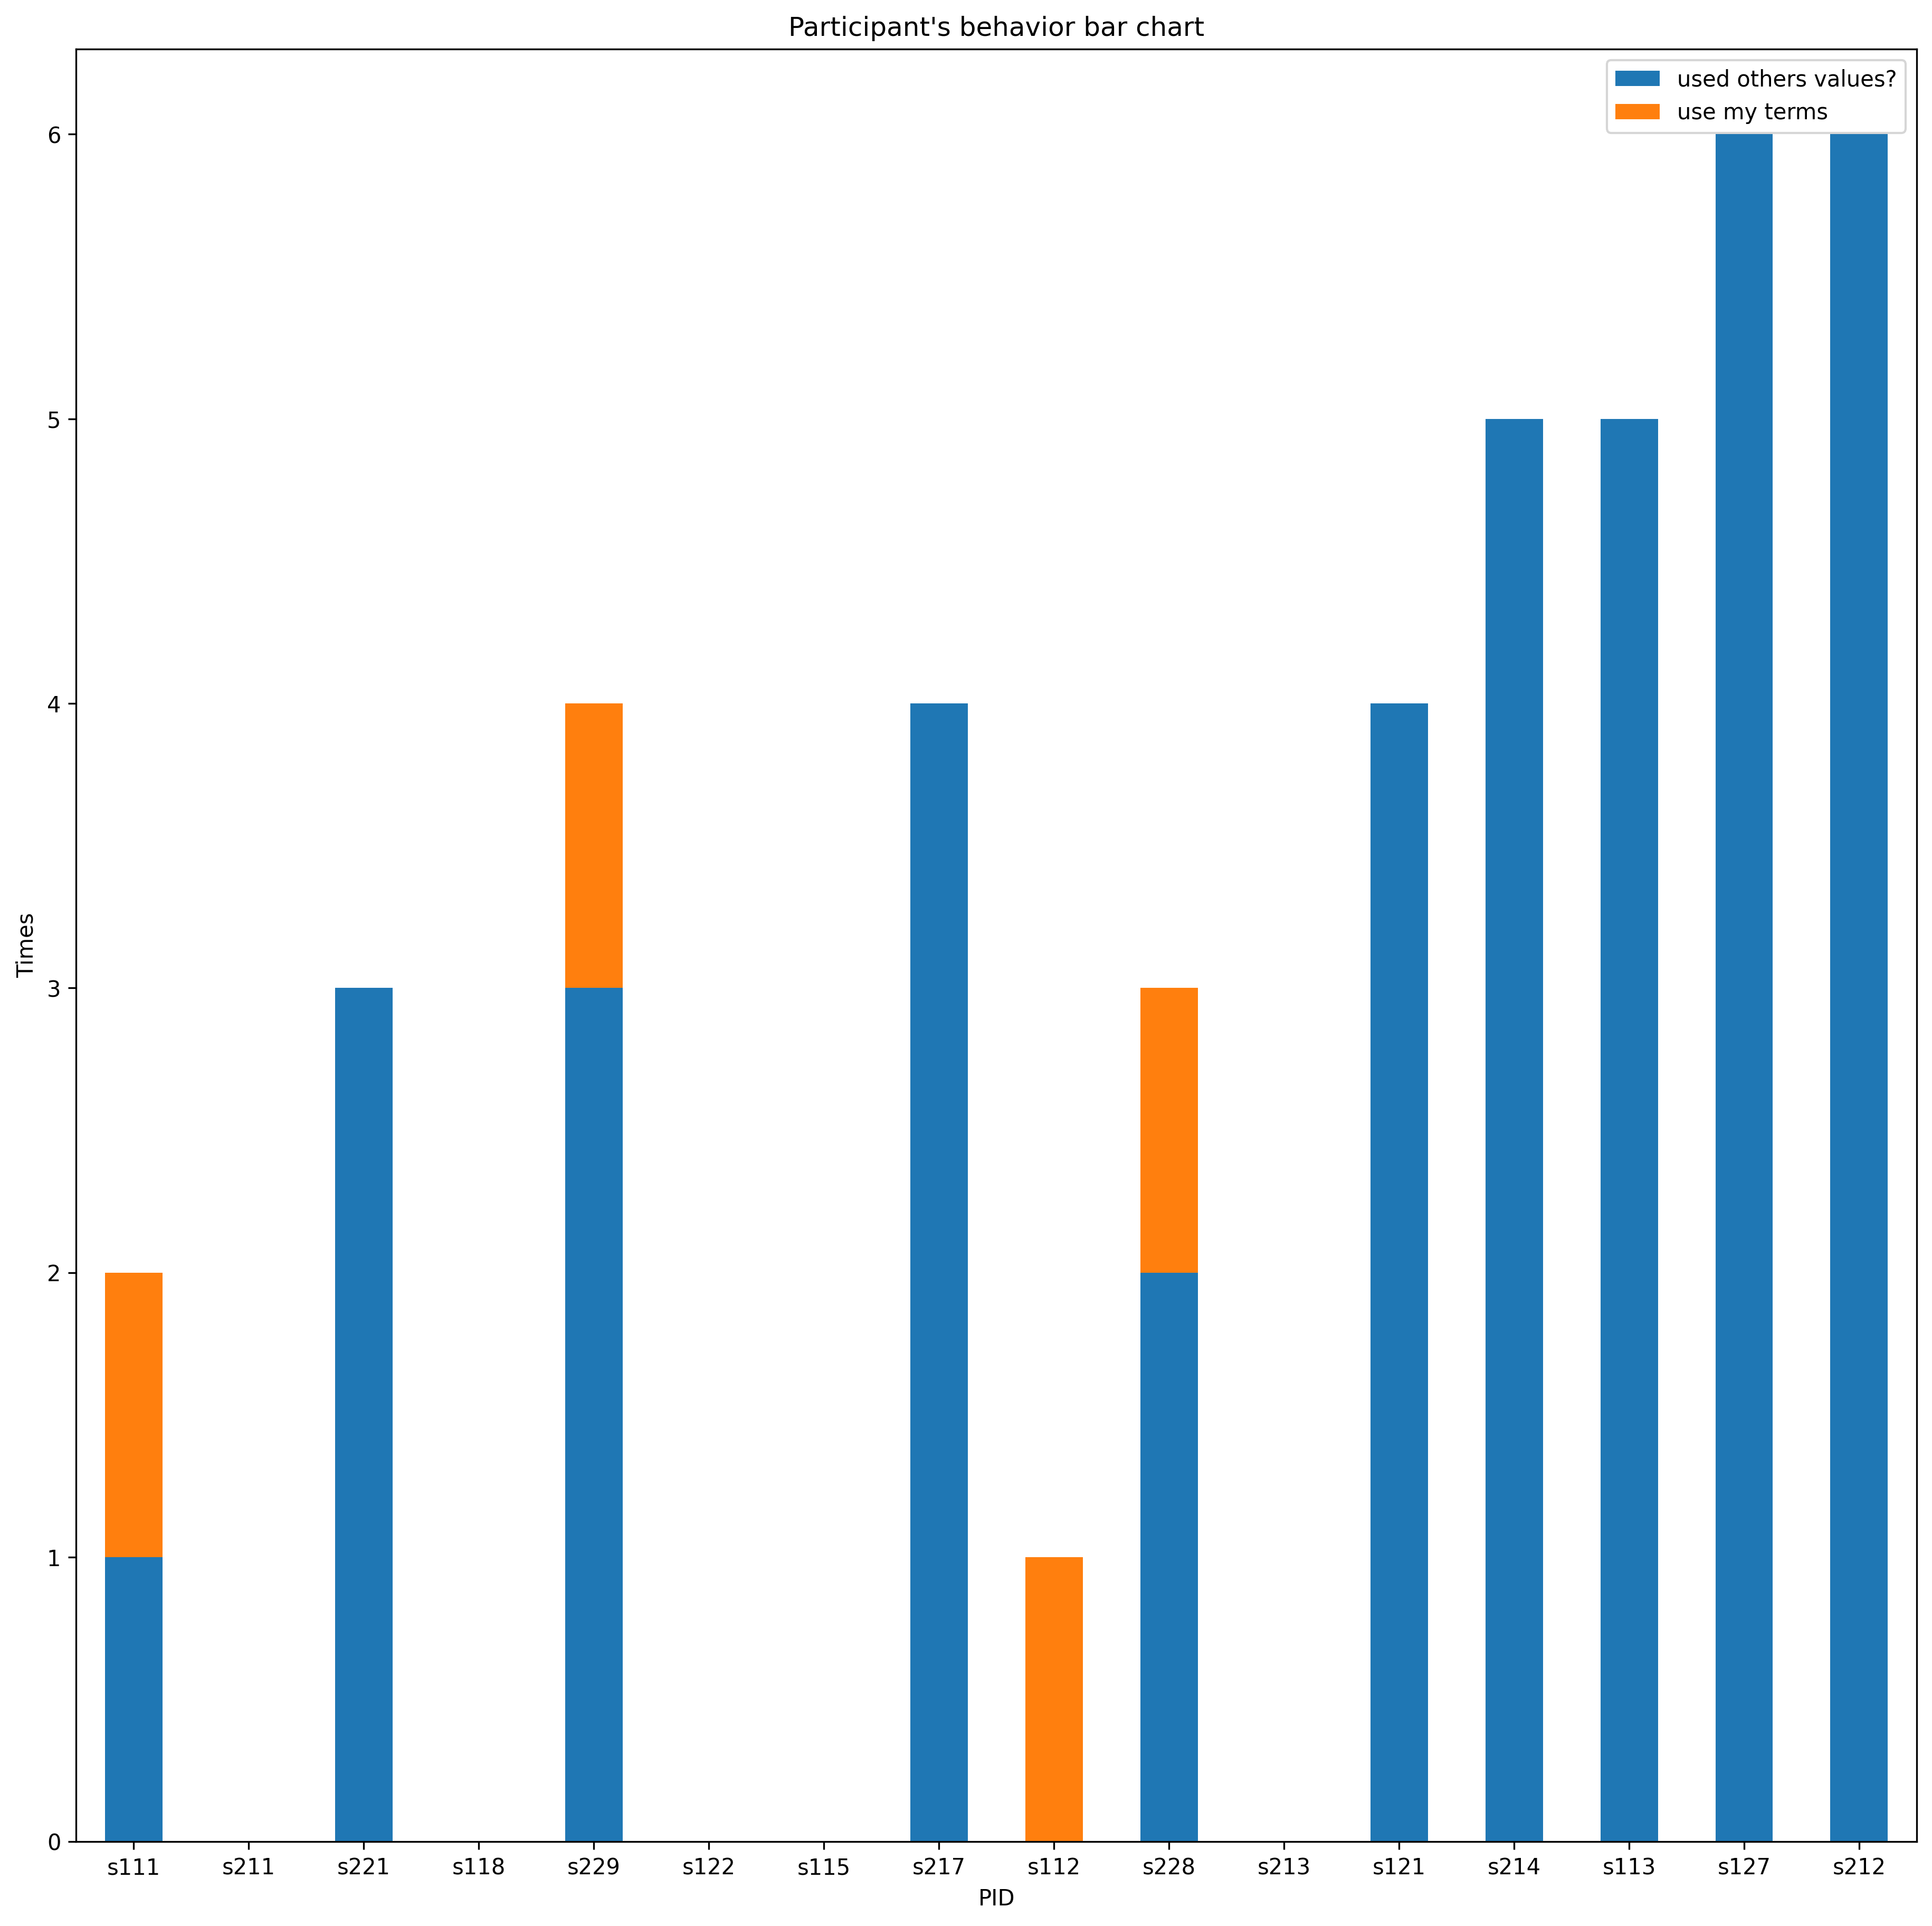 Participant's behavior bar chart
used others values?
use my terms
6
5
4
3
2
1
0
Times
s111 s211 s221 s118 s229 s122 s115 s217 s112 s228 s213 s121 s214 s113 s127 s212
PID